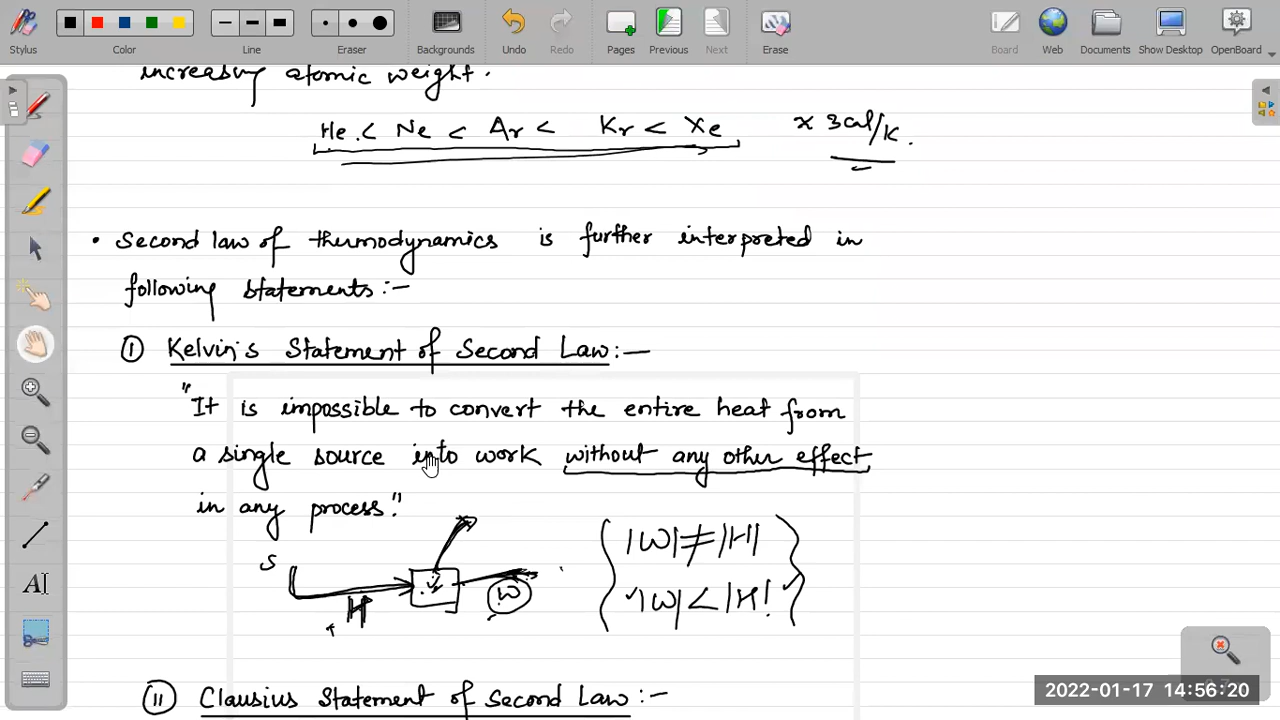 Stylus
Color
Line
Eraser
Backgrounds
Undo
Redo
Pages
Previous
Next
Erase
Board
Web
Documents
Show Desktop
OpenBoard
increasing atomic weight.
He < Ne < Ar < Kr < Xe x 3cal/K.
• Second law of thermodynamics is further interpreted in
following statements :-
(I) Kelvin's Statement of Second Law :-
"It is impossible to convert the entire heat from
a single source into work without any other effect
in any process."
S
H
W
|W| ≠ |H|
|W| < |H|
(II) Clausius Statement of Second Law :-
2022-01-17 14:56:20